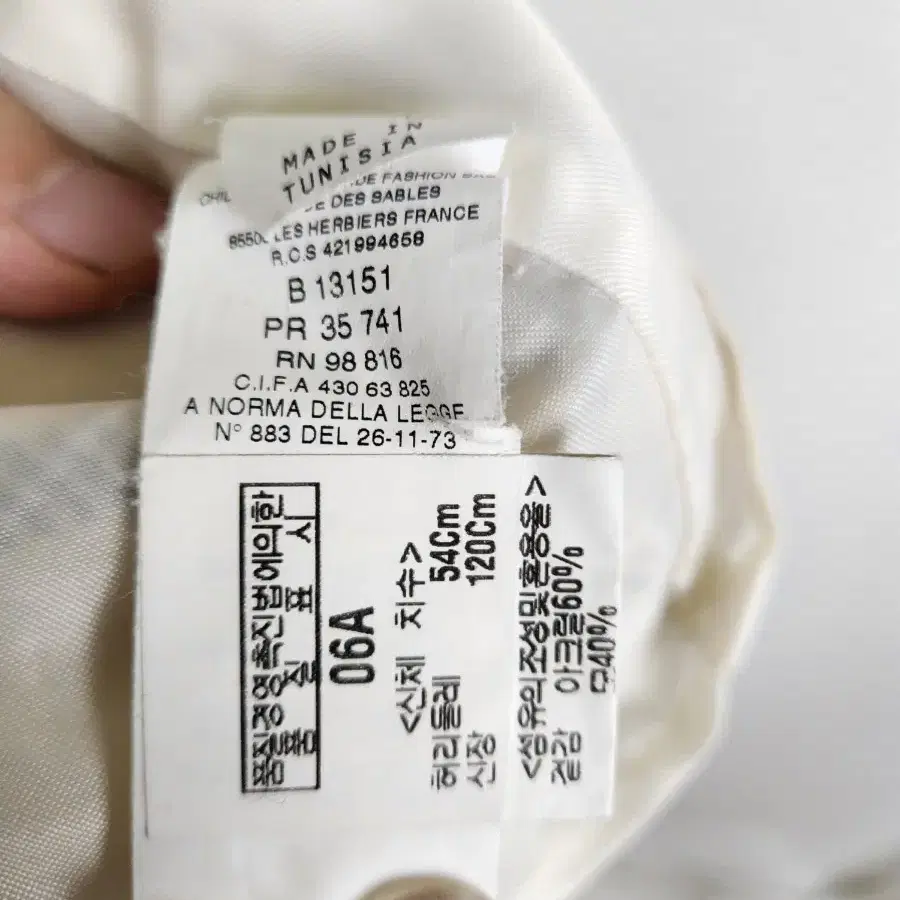 MADE IN
TUNISIA
FASHION
DES SABLES
LES HERBIERS FRANCE
R.C.S 421994658
B 13151
PR 35 741
RN 98 816
C.I.F.A 430 63 825
A NORMA DELLA LEGGE
N° 883 DEL 26-11-73
품질경영촉진법에의한
품 질 표 시
06A
<신체 치수>
허리둘레 54Cm
신장 120Cm
<섬유의조성및혼용율>
겉감 아크릴60%
모40%